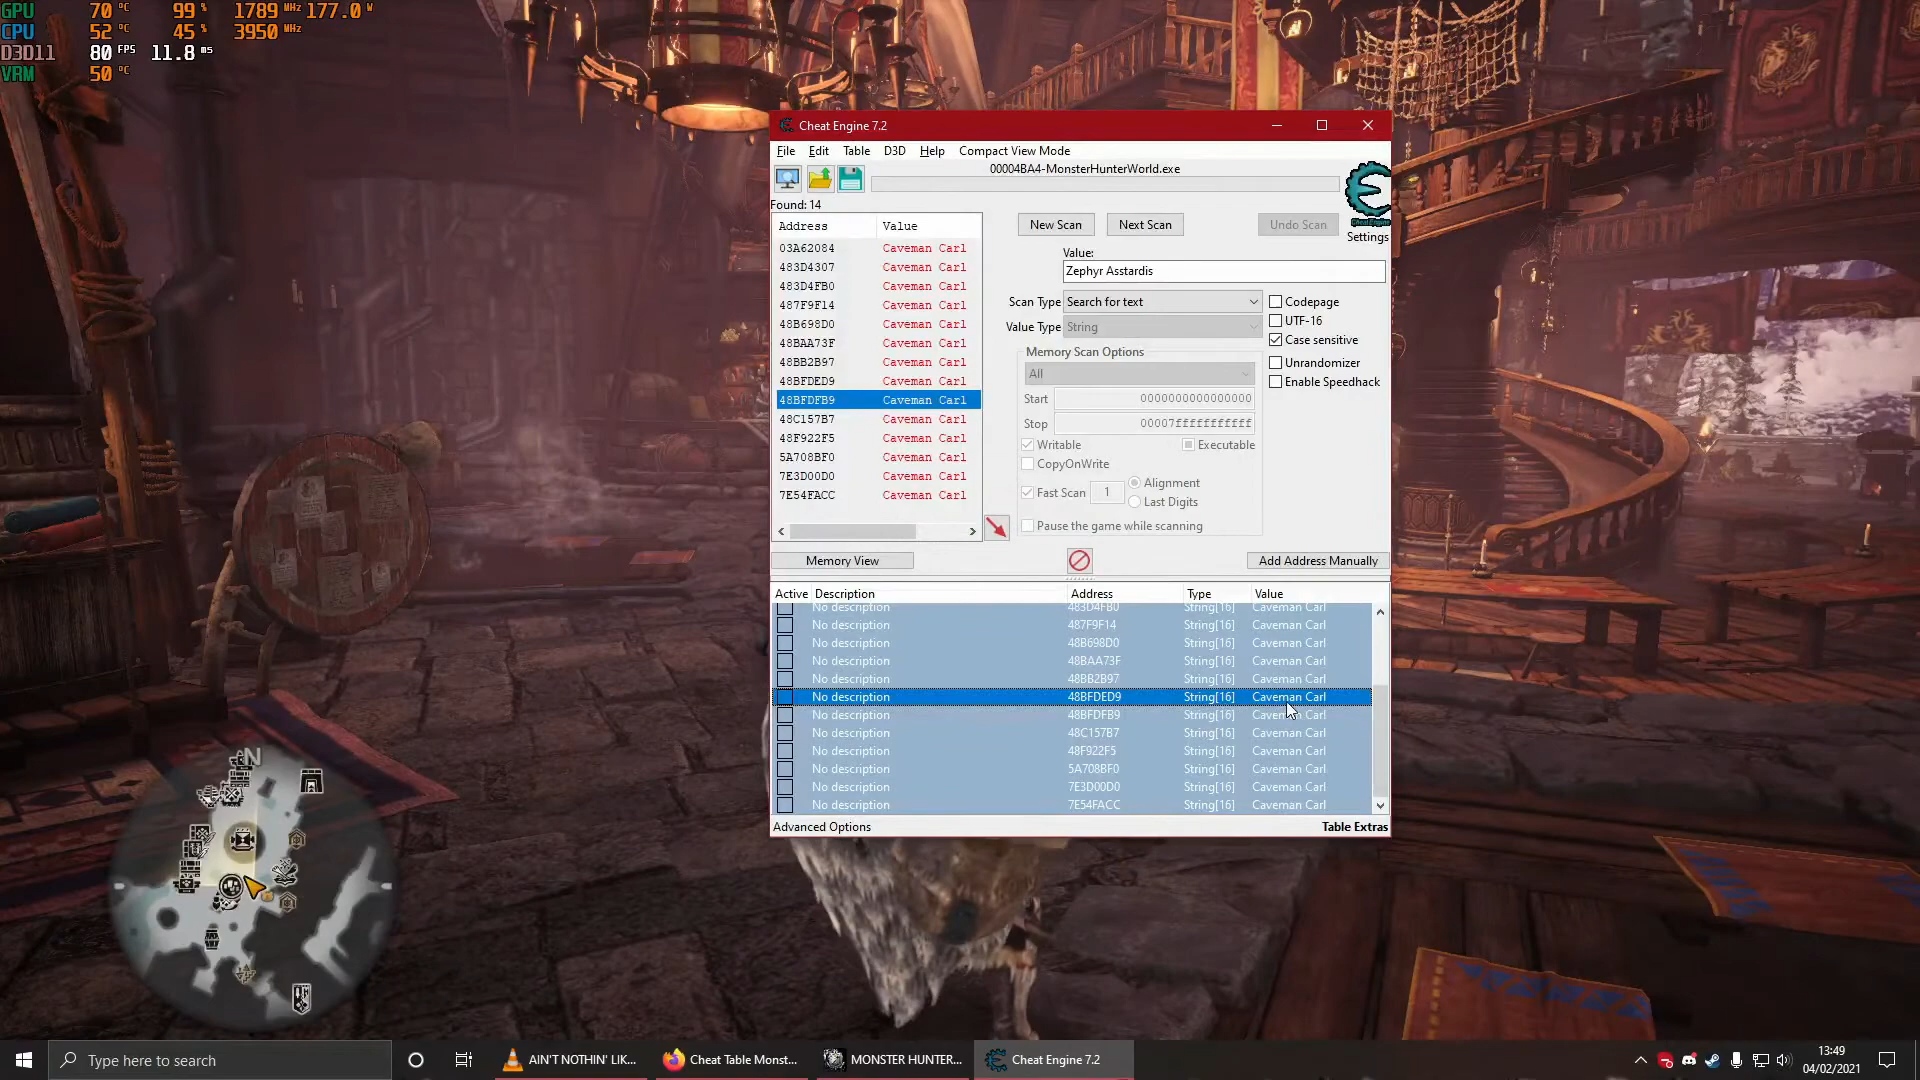 GPU 70 °C 99 % 1789 MHz 177.0 W
CPU 52 °C 45 % 3950 MHz
D3D11 80 FPS 11.8 ms
VRM 50 °C
Cheat Engine 7.2
File Edit Table D3D Help Compact View Mode
00004BA4-MonsterHunterWorld.exe
Found: 14
Settings
Address Value
03A62084 Caveman Carl
483D4307 Caveman Carl
483D4FB0 Caveman Carl
487F9F14 Caveman Carl
48B698D0 Caveman Carl
48BAA73F Caveman Carl
48BB2B97 Caveman Carl
48BFDED9 Caveman Carl
48BFDFB9 Caveman Carl
48C157B7 Caveman Carl
48F922F5 Caveman Carl
5A708BF0 Caveman Carl
7E3D00D0 Caveman Carl
7E54FACC Caveman Carl
New Scan Next Scan Undo Scan
Value:
Zephyr Asstardis
Scan Type Search for text
Value Type String
Codepage
UTF-16
Case sensitive
Unrandomizer
Enable Speedhack
Memory Scan Options
All
Start 0000000000000000
Stop 00007fffffffffff
Writable Executable
CopyOnWrite
Fast Scan 1 Alignment
Last Digits
Pause the game while scanning
Memory View Add Address Manually
Active Description Address Type Value
No description 483D4FB0 String[16] Caveman Carl
No description 487F9F14 String[16] Caveman Carl
No description 48B698D0 String[16] Caveman Carl
No description 48BAA73F String[16] Caveman Carl
No description 48BB2B97 String[16] Caveman Carl
No description 48BFDED9 String[16] Caveman Carl
No description 48BFDFB9 String[16] Caveman Carl
No description 48C157B7 String[16] Caveman Carl
No description 48F922F5 String[16] Caveman Carl
No description 5A708BF0 String[16] Caveman Carl
No description 7E3D00D0 String[16] Caveman Carl
No description 7E54FACC String[16] Caveman Carl
Advanced Options Table Extras
N
Type here to search
AIN'T NOTHIN' LIK...
Cheat Table Monst...
MONSTER HUNTER...
Cheat Engine 7.2
13:49
04/02/2021